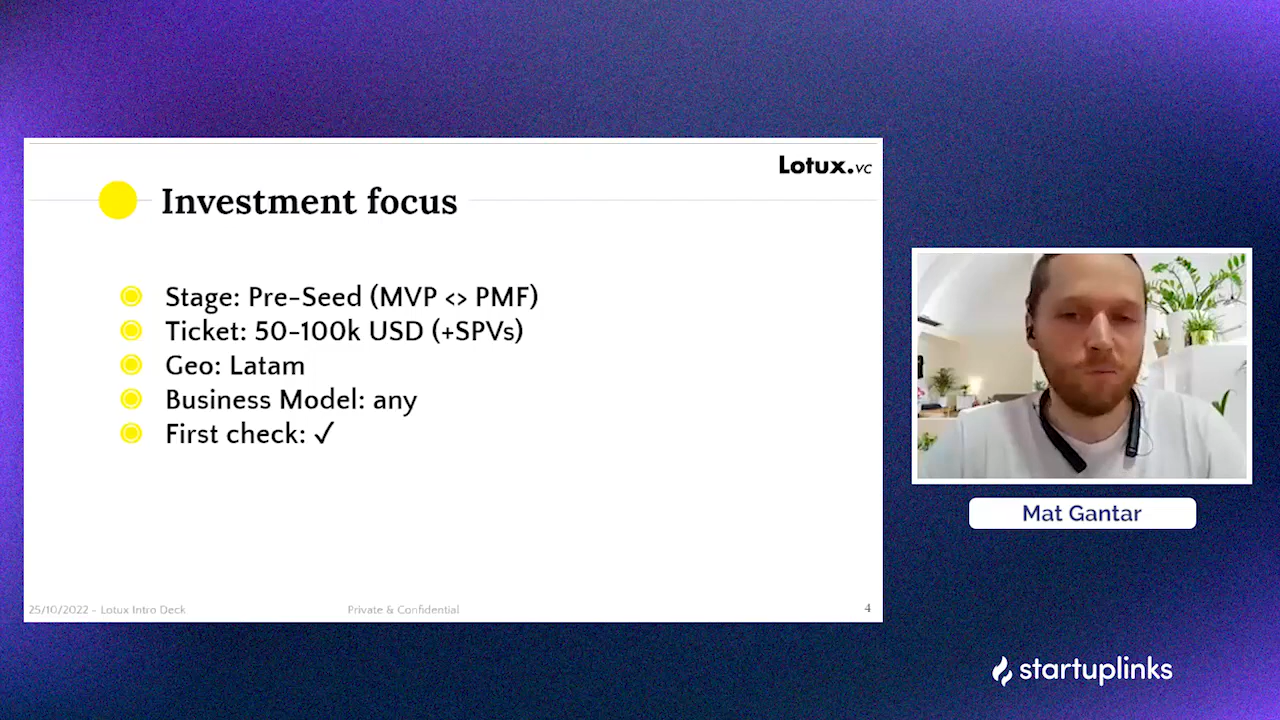 Lotux.vc
Investment focus
Stage: Pre-Seed (MVP <> PMF)
Ticket: 50-100k USD (+SPVs)
Geo: Latam
Business Model: any
First check: ✓
25/10/2022 - Lotux Intro Deck
Private & Confidential
4
Mat Gantar
startuplinks